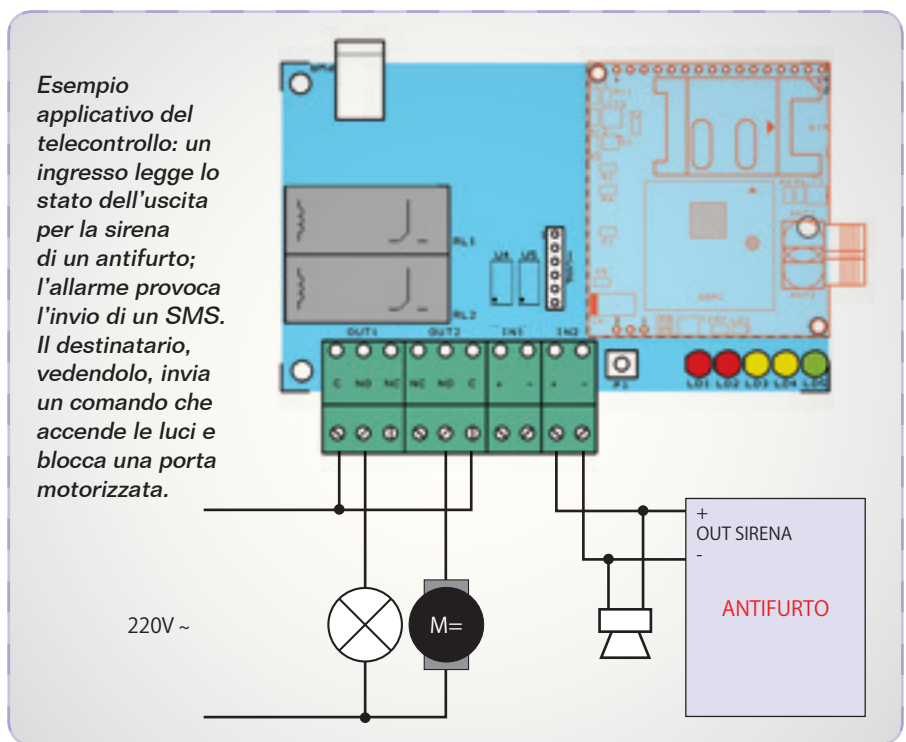 Esempio
applicativo del
telecontrollo: un
ingresso legge lo
stato dell'uscita
per la sirena
di un antifurto;
l'allarme provoca
l'invio di un SMS.
Il destinatario,
vedendolo, invia
un comando che
accende le luci e
blocca una porta
motorizzata.
RL1
U4 U5
RL2
OUT1 OUT2 IN1 IN2
C NO NC NC NO C + - + -
P1
LD1 LD2 LD3 LD4 LD5
+
OUT SIRENA
-
ANTIFURTO
220V ~
M=